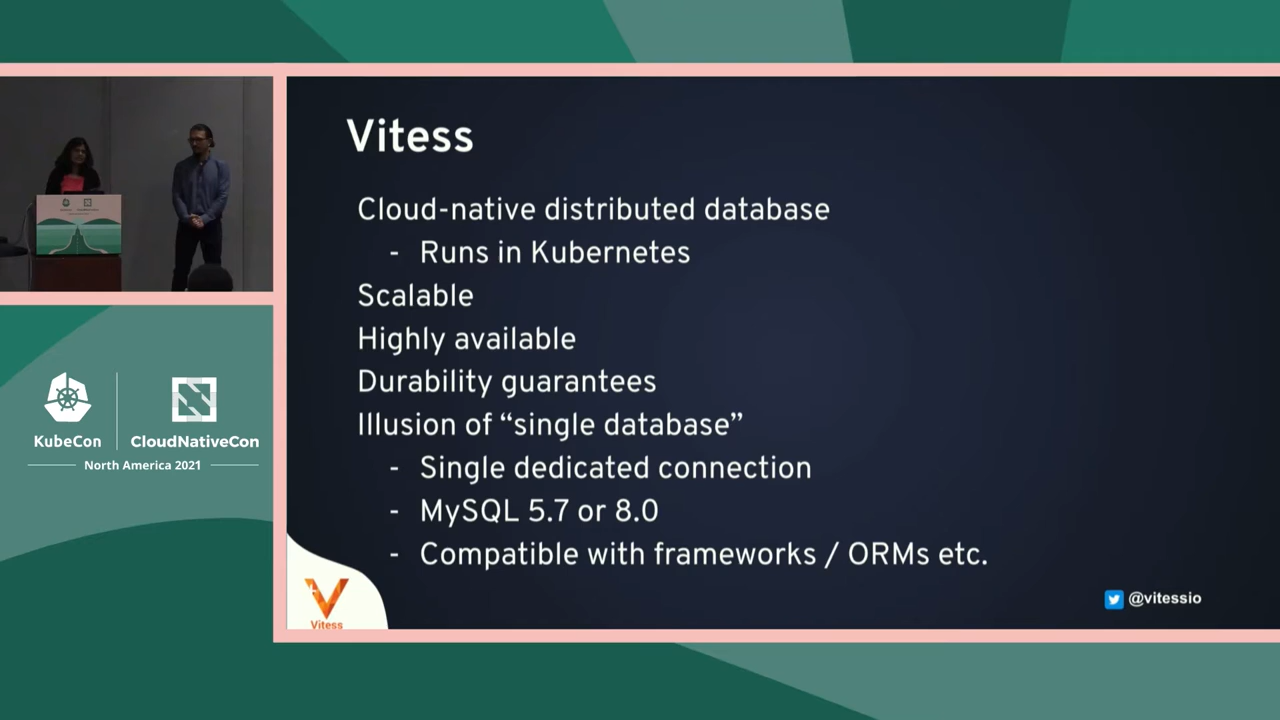 Vitess
Cloud-native distributed database
- Runs in Kubernetes
Scalable
Highly available
Durability guarantees
Illusion of “single database”
- Single dedicated connection
- MySQL 5.7 or 8.0
- Compatible with frameworks / ORMs etc.
Vitess
@vitessio
KubeCon
CloudNativeCon
North America 2021